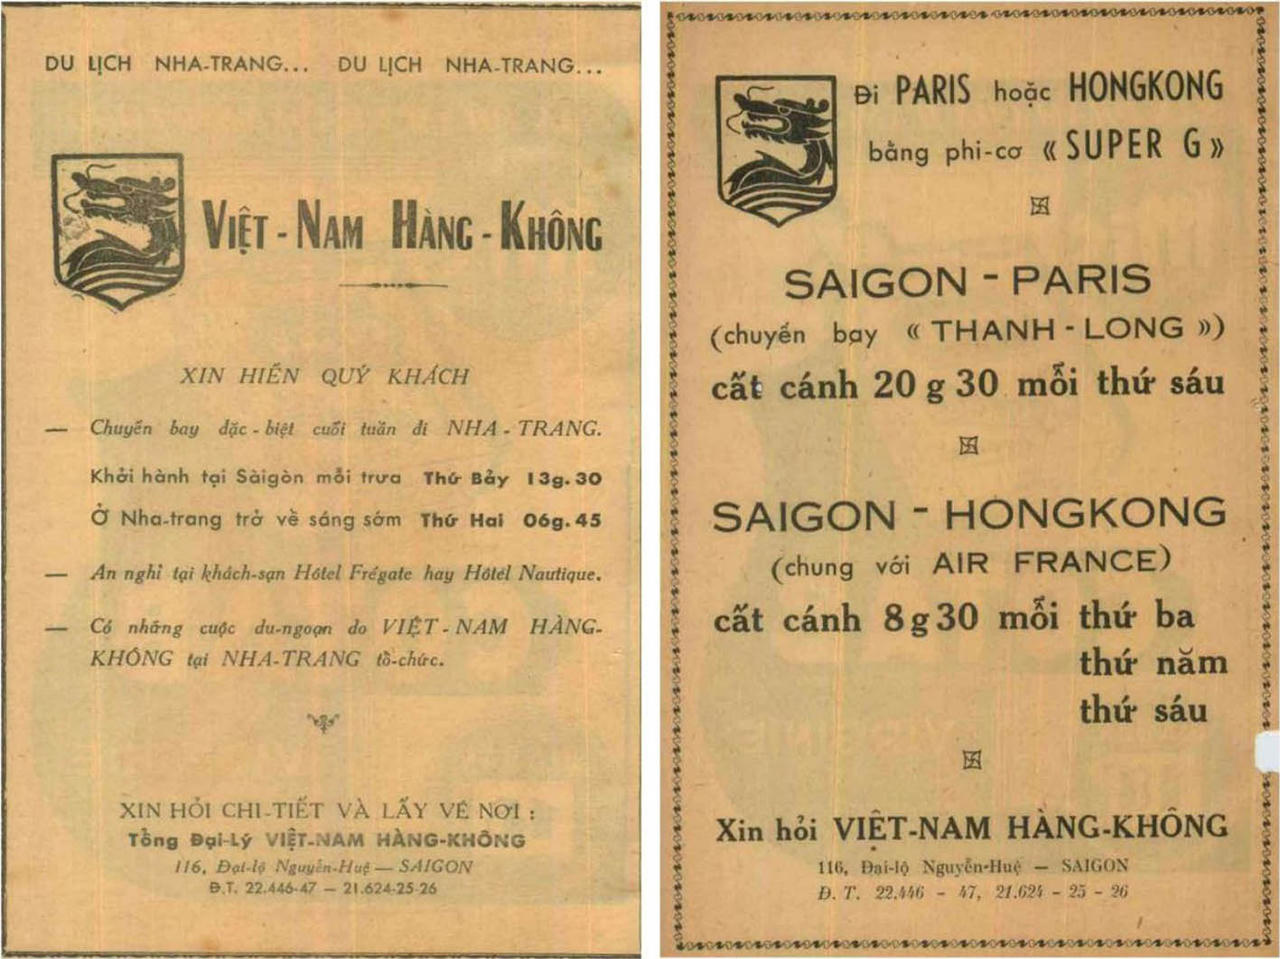 DU LỊCH NHA-TRANG... DU LỊCH NHA-TRANG...
VIỆT-NAM HÀNG-KHÔNG
XIN HIẾN QUÝ KHÁCH
— Chuyến bay đặc-biệt cuối tuần đi NHA-TRANG.
Khởi hành tại Sàigòn mỗi trưa Thứ Bảy 13g.30
Ở Nha-trang trở về sáng sớm Thứ Hai 06g.45
— An nghỉ tại khách-sạn Hôtel Frégate hay Hôtel Nautique.
— Có những cuộc du-ngoạn do VIỆT-NAM HÀNG-
KHÔNG tại NHA-TRANG tổ-chức.
XIN HỎI CHI-TIẾT VÀ LẤY VÉ NƠI :
Tổng Đại-Lý VIỆT-NAM HÀNG-KHÔNG
116, Đại-lộ Nguyễn-Huệ — SAIGON
Đ.T. 22.446-47 — 21.624-25-26
Đi PARIS hoặc HONGKONG
bằng phi-cơ « SUPER G »
SAIGON - PARIS
(chuyến bay « THANH-LONG »)
cất cánh 20 g 30 mỗi thứ sáu
SAIGON - HONGKONG
(chung với AIR FRANCE)
cất cánh 8 g 30 mỗi thứ ba
thứ năm
thứ sáu
Xin hỏi VIỆT-NAM HÀNG-KHÔNG
116, Đại-lộ Nguyễn-Huệ — SAIGON
Đ. T. 22.446 - 47, 21.624 - 25 - 26